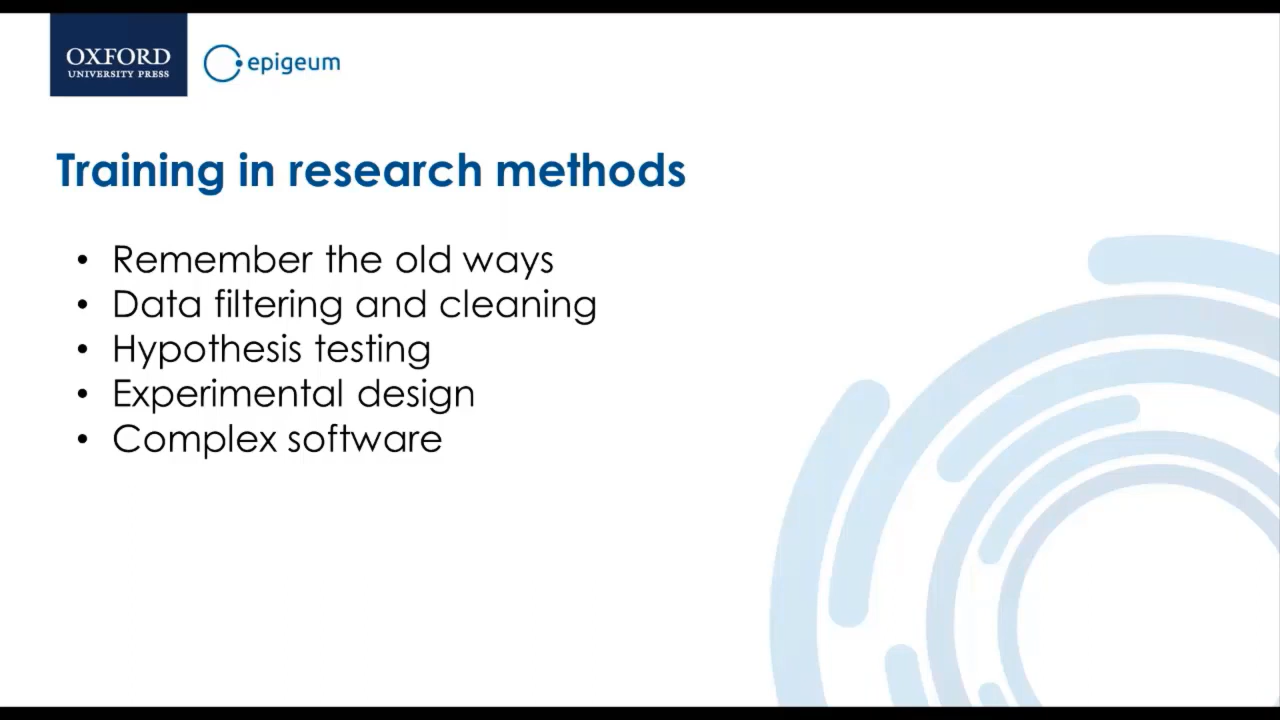 OXFORD
UNIVERSITY PRESS
epigeum
Training in research methods
• Remember the old ways
• Data filtering and cleaning
• Hypothesis testing
• Experimental design
• Complex software